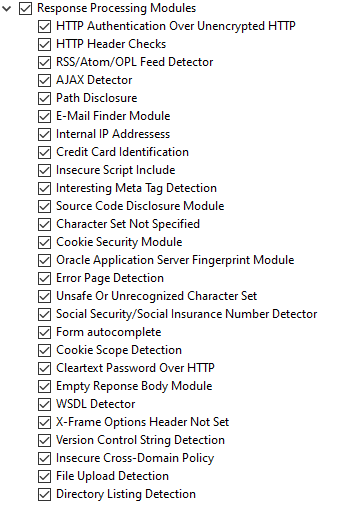 Response Processing Modules
HTTP Authentication Over Unencrypted HTTP
HTTP Header Checks
RSS/Atom/OPL Feed Detector
AJAX Detector
Path Disclosure
E-Mail Finder Module
Internal IP Addressess
Credit Card Identification
Insecure Script Include
Interesting Meta Tag Detection
Source Code Disclosure Module
Character Set Not Specified
Cookie Security Module
Oracle Application Server Fingerprint Module
Error Page Detection
Unsafe Or Unrecognized Character Set
Social Security/Social Insurance Number Detector
Form autocomplete
Cookie Scope Detection
Cleartext Password Over HTTP
Empty Reponse Body Module
WSDL Detector
X-Frame Options Header Not Set
Version Control String Detection
Insecure Cross-Domain Policy
File Upload Detection
Directory Listing Detection